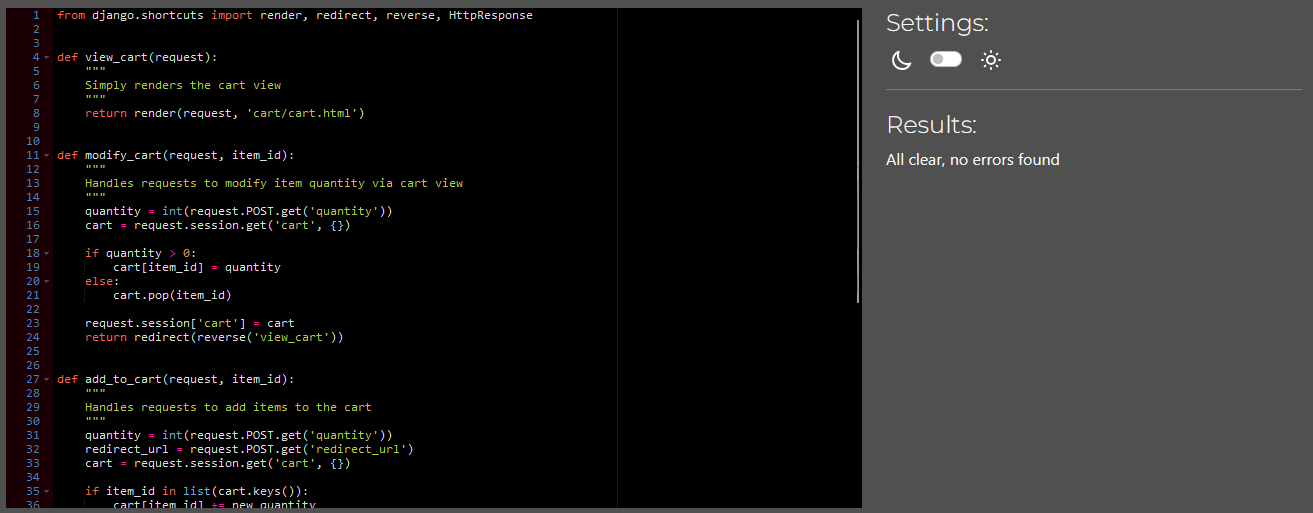 1 from django.shortcuts import render, redirect, reverse, HttpResponse
2
3
4 def view_cart(request):
5 """
6 Simply renders the cart view
7 """
8 return render(request, 'cart/cart.html')
9
10
11 def modify_cart(request, item_id):
12 """
13 Handles requests to modify item quantity via cart view
14 """
15 quantity = int(request.POST.get('quantity'))
16 cart = request.session.get('cart', {})
17
18 if quantity > 0:
19 cart[item_id] = quantity
20 else:
21 cart.pop(item_id)
22
23 request.session['cart'] = cart
24 return redirect(reverse('view_cart'))
25
26
27 def add_to_cart(request, item_id):
28 """
29 Handles requests to add items to the cart
30 """
31 quantity = int(request.POST.get('quantity'))
32 redirect_url = request.POST.get('redirect_url')
33 cart = request.session.get('cart', {})
34
35 if item_id in list(cart.keys()):
36 cart[item_id] += new_quantity
Settings:
Results:
All clear, no errors found